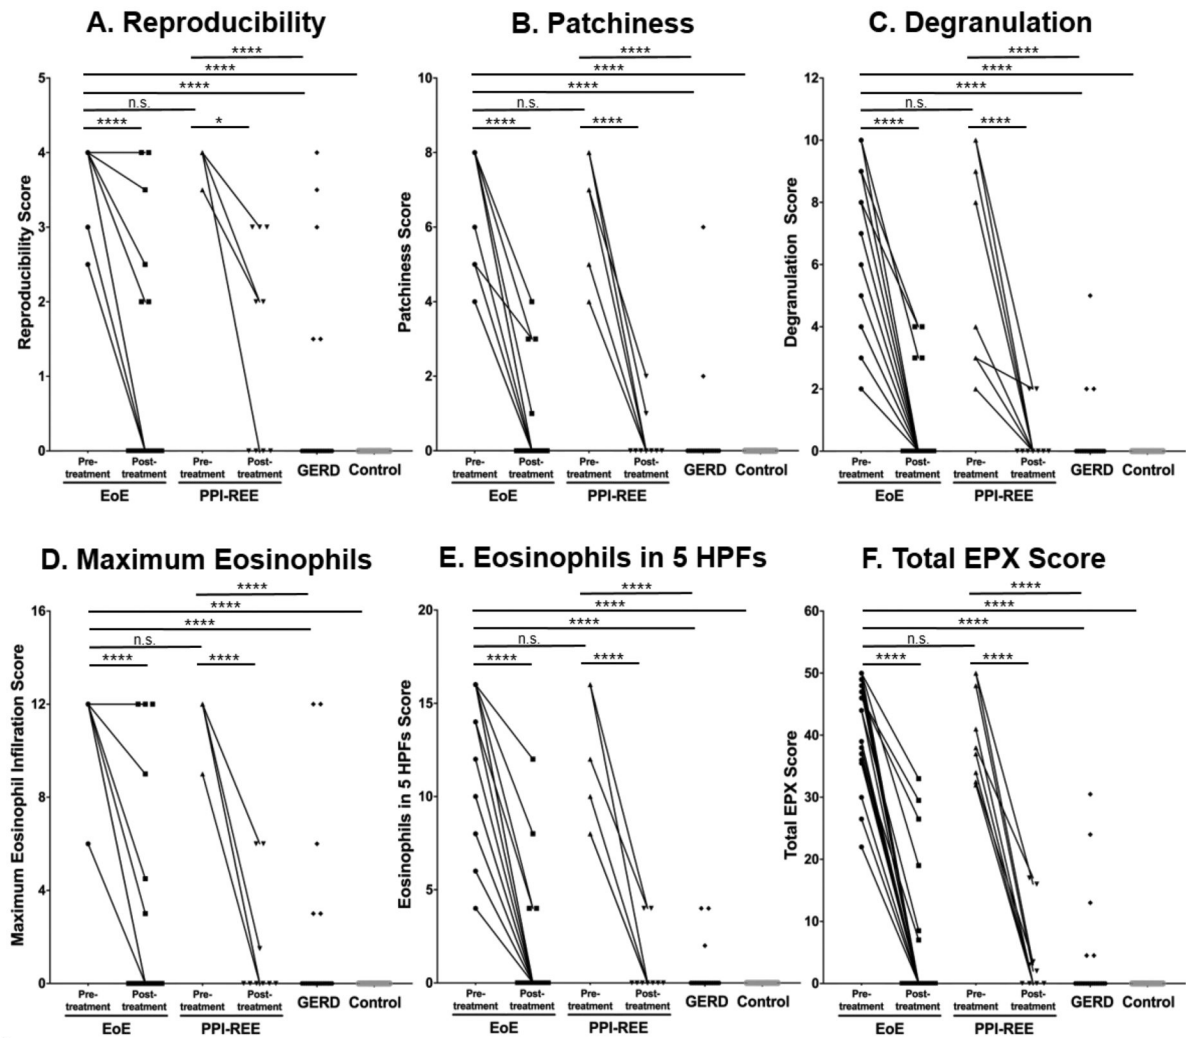 A. Reproducibility
B. Patchiness
C. Degranulation
****
****
****
n.s.
****
*
5
4
3
2
1
0
Reproducibility Score
Pre-
treatment
Post-
treatment
Pre-
treatment
Post-
treatment
GERD
Control
EoE
PPI-REE
****
****
****
n.s.
****
****
10
8
6
4
2
0
Patchiness Score
Pre-
treatment
Post-
treatment
Pre-
treatment
Post-
treatment
GERD
Control
EoE
PPI-REE
****
****
****
n.s.
****
****
12
10
8
6
4
2
0
Degranulation Score
Pre-
treatment
Post-
treatment
Pre-
treatment
Post-
treatment
GERD
Control
EoE
PPI-REE
D. Maximum Eosinophils
E. Eosinophils in 5 HPFs
F. Total EPX Score
****
****
****
n.s.
****
****
16
12
8
4
0
Maximum Eosinophil Infilration Score
Pre-
treatment
Post-
treatment
Pre-
treatment
Post-
treatment
GERD
Control
EoE
PPI-REE
****
****
****
n.s.
****
****
20
15
10
5
0
Eosinophils in 5 HPFs Score
Pre-
treatment
Post-
treatment
Pre-
treatment
Post-
treatment
GERD
Control
EoE
PPI-REE
****
****
****
n.s.
****
****
60
50
40
30
20
10
0
Total EPX Score
Pre-
treatment
Post-
treatment
Pre-
treatment
Post-
treatment
GERD
Control
EoE
PPI-REE